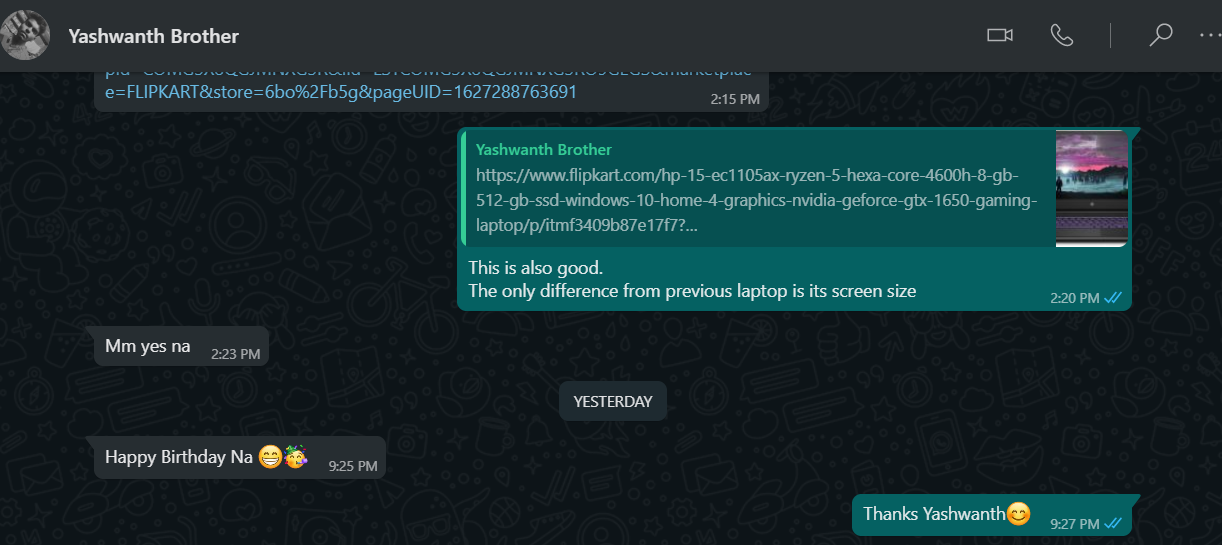 Yashwanth Brother
e=FLIPKART&store=6bo%2Fb5g&pageUID=1627288763691
2:15 PM
Yashwanth Brother
https://www.flipkart.com/hp-15-ec1105ax-ryzen-5-hexa-core-4600h-8-gb-
512-gb-ssd-windows-10-home-4-graphics-nvidia-geforce-gtx-1650-gaming-
laptop/p/itmf3409b87e17f7?...
This is also good.
The only difference from previous laptop is its screen size
2:20 PM
Mm yes na 2:23 PM
YESTERDAY
Happy Birthday Na 😁🥳 9:25 PM
Thanks Yashwanth😊 9:27 PM